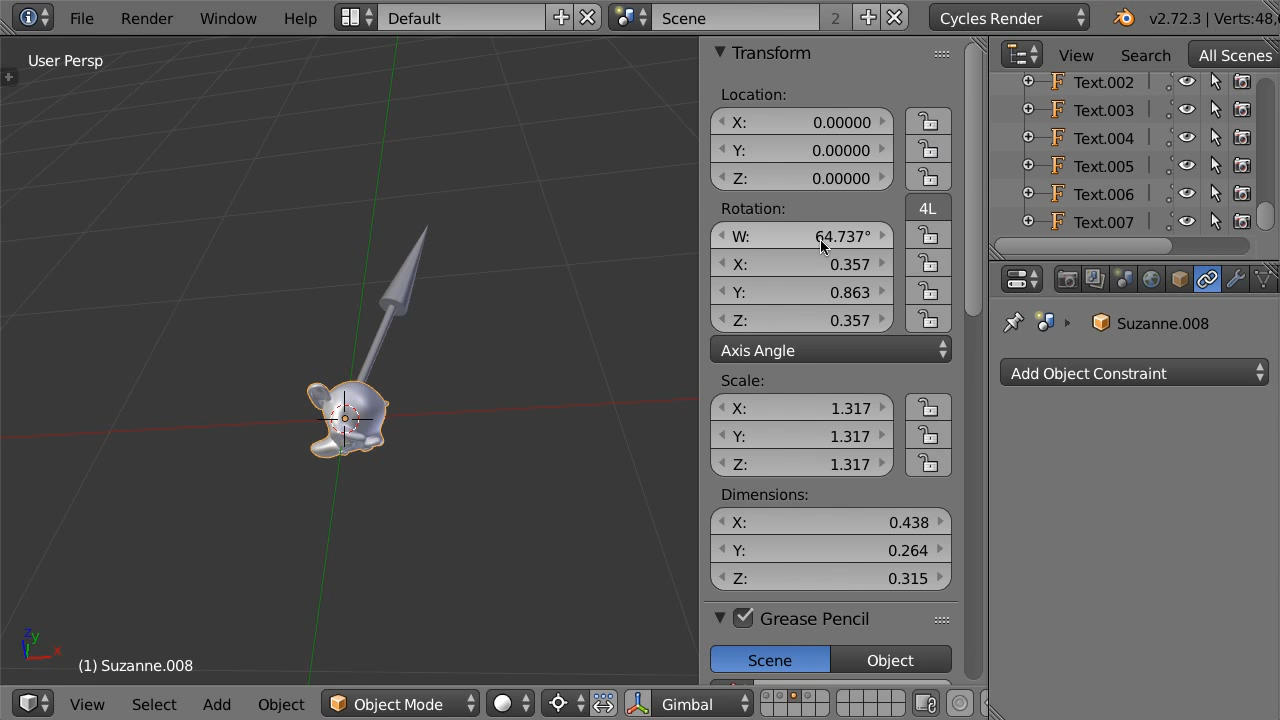 File Render Window Help Default Scene 2 Cycles Render v2.72.3 | Verts:48,
User Persp
Transform
Location:
X: 0.00000
Y: 0.00000
Z: 0.00000
Rotation: 4L
W: 64.737°
X: 0.357
Y: 0.863
Z: 0.357
Axis Angle
Scale:
X: 1.317
Y: 1.317
Z: 1.317
Dimensions:
X: 0.438
Y: 0.264
Z: 0.315
Grease Pencil
Scene Object
View Search All Scenes
F Text.002
F Text.003
F Text.004
F Text.005
F Text.006
F Text.007
Suzanne.008
Add Object Constraint
z y x
(1) Suzanne.008
View Select Add Object Object Mode Gimbal